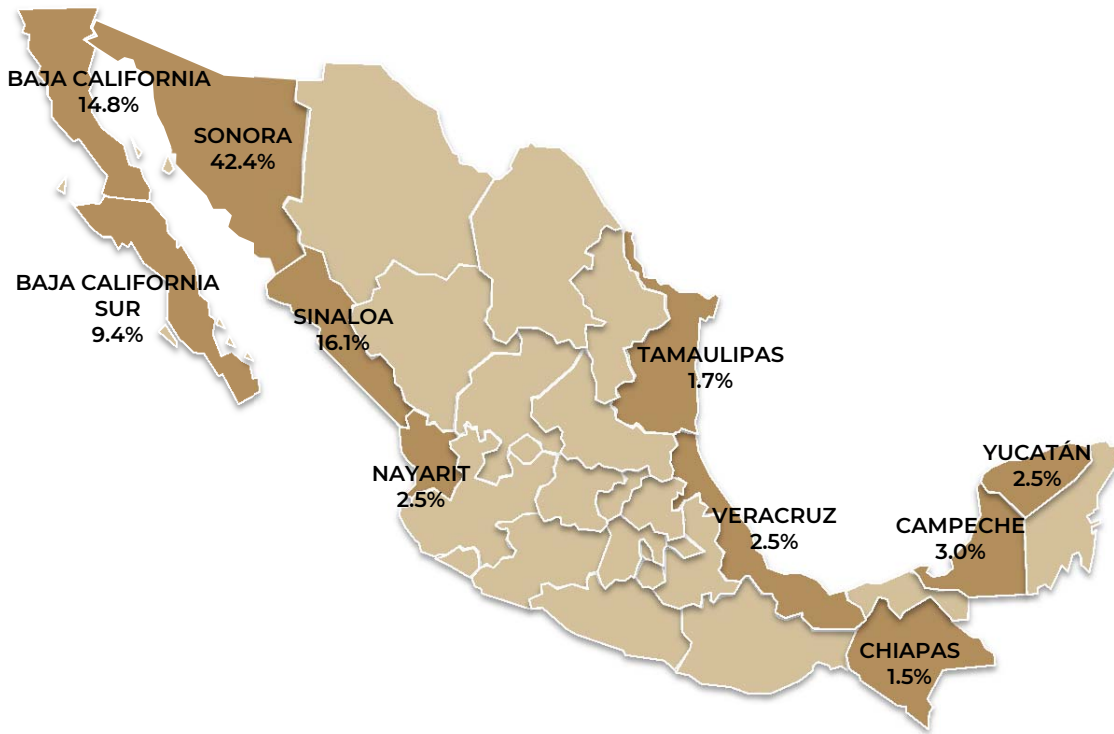 BAJA CALIFORNIA
14.8%
SONORA
42.4%
BAJA CALIFORNIA
SUR
9.4%
SINALOA
16.1%
TAMAULIPAS
1.7%
NAYARIT
2.5%
VERACRUZ
2.5%
YUCATÁN
2.5%
CAMPECHE
3.0%
CHIAPAS
1.5%